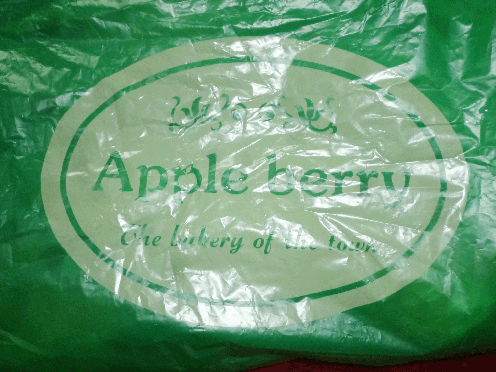 Apple berry
The bakery of the town